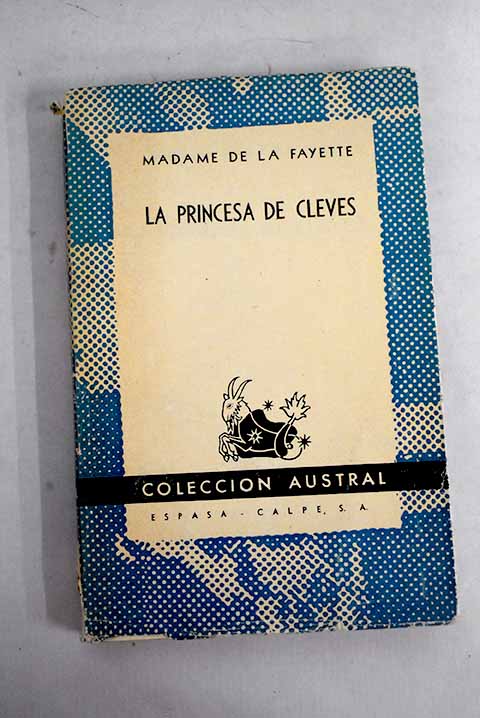 MADAME DE LA FAYETTE
LA PRINCESA DE CLEVES
COLECCION AUSTRAL
ESPASA - CALPE, S. A.